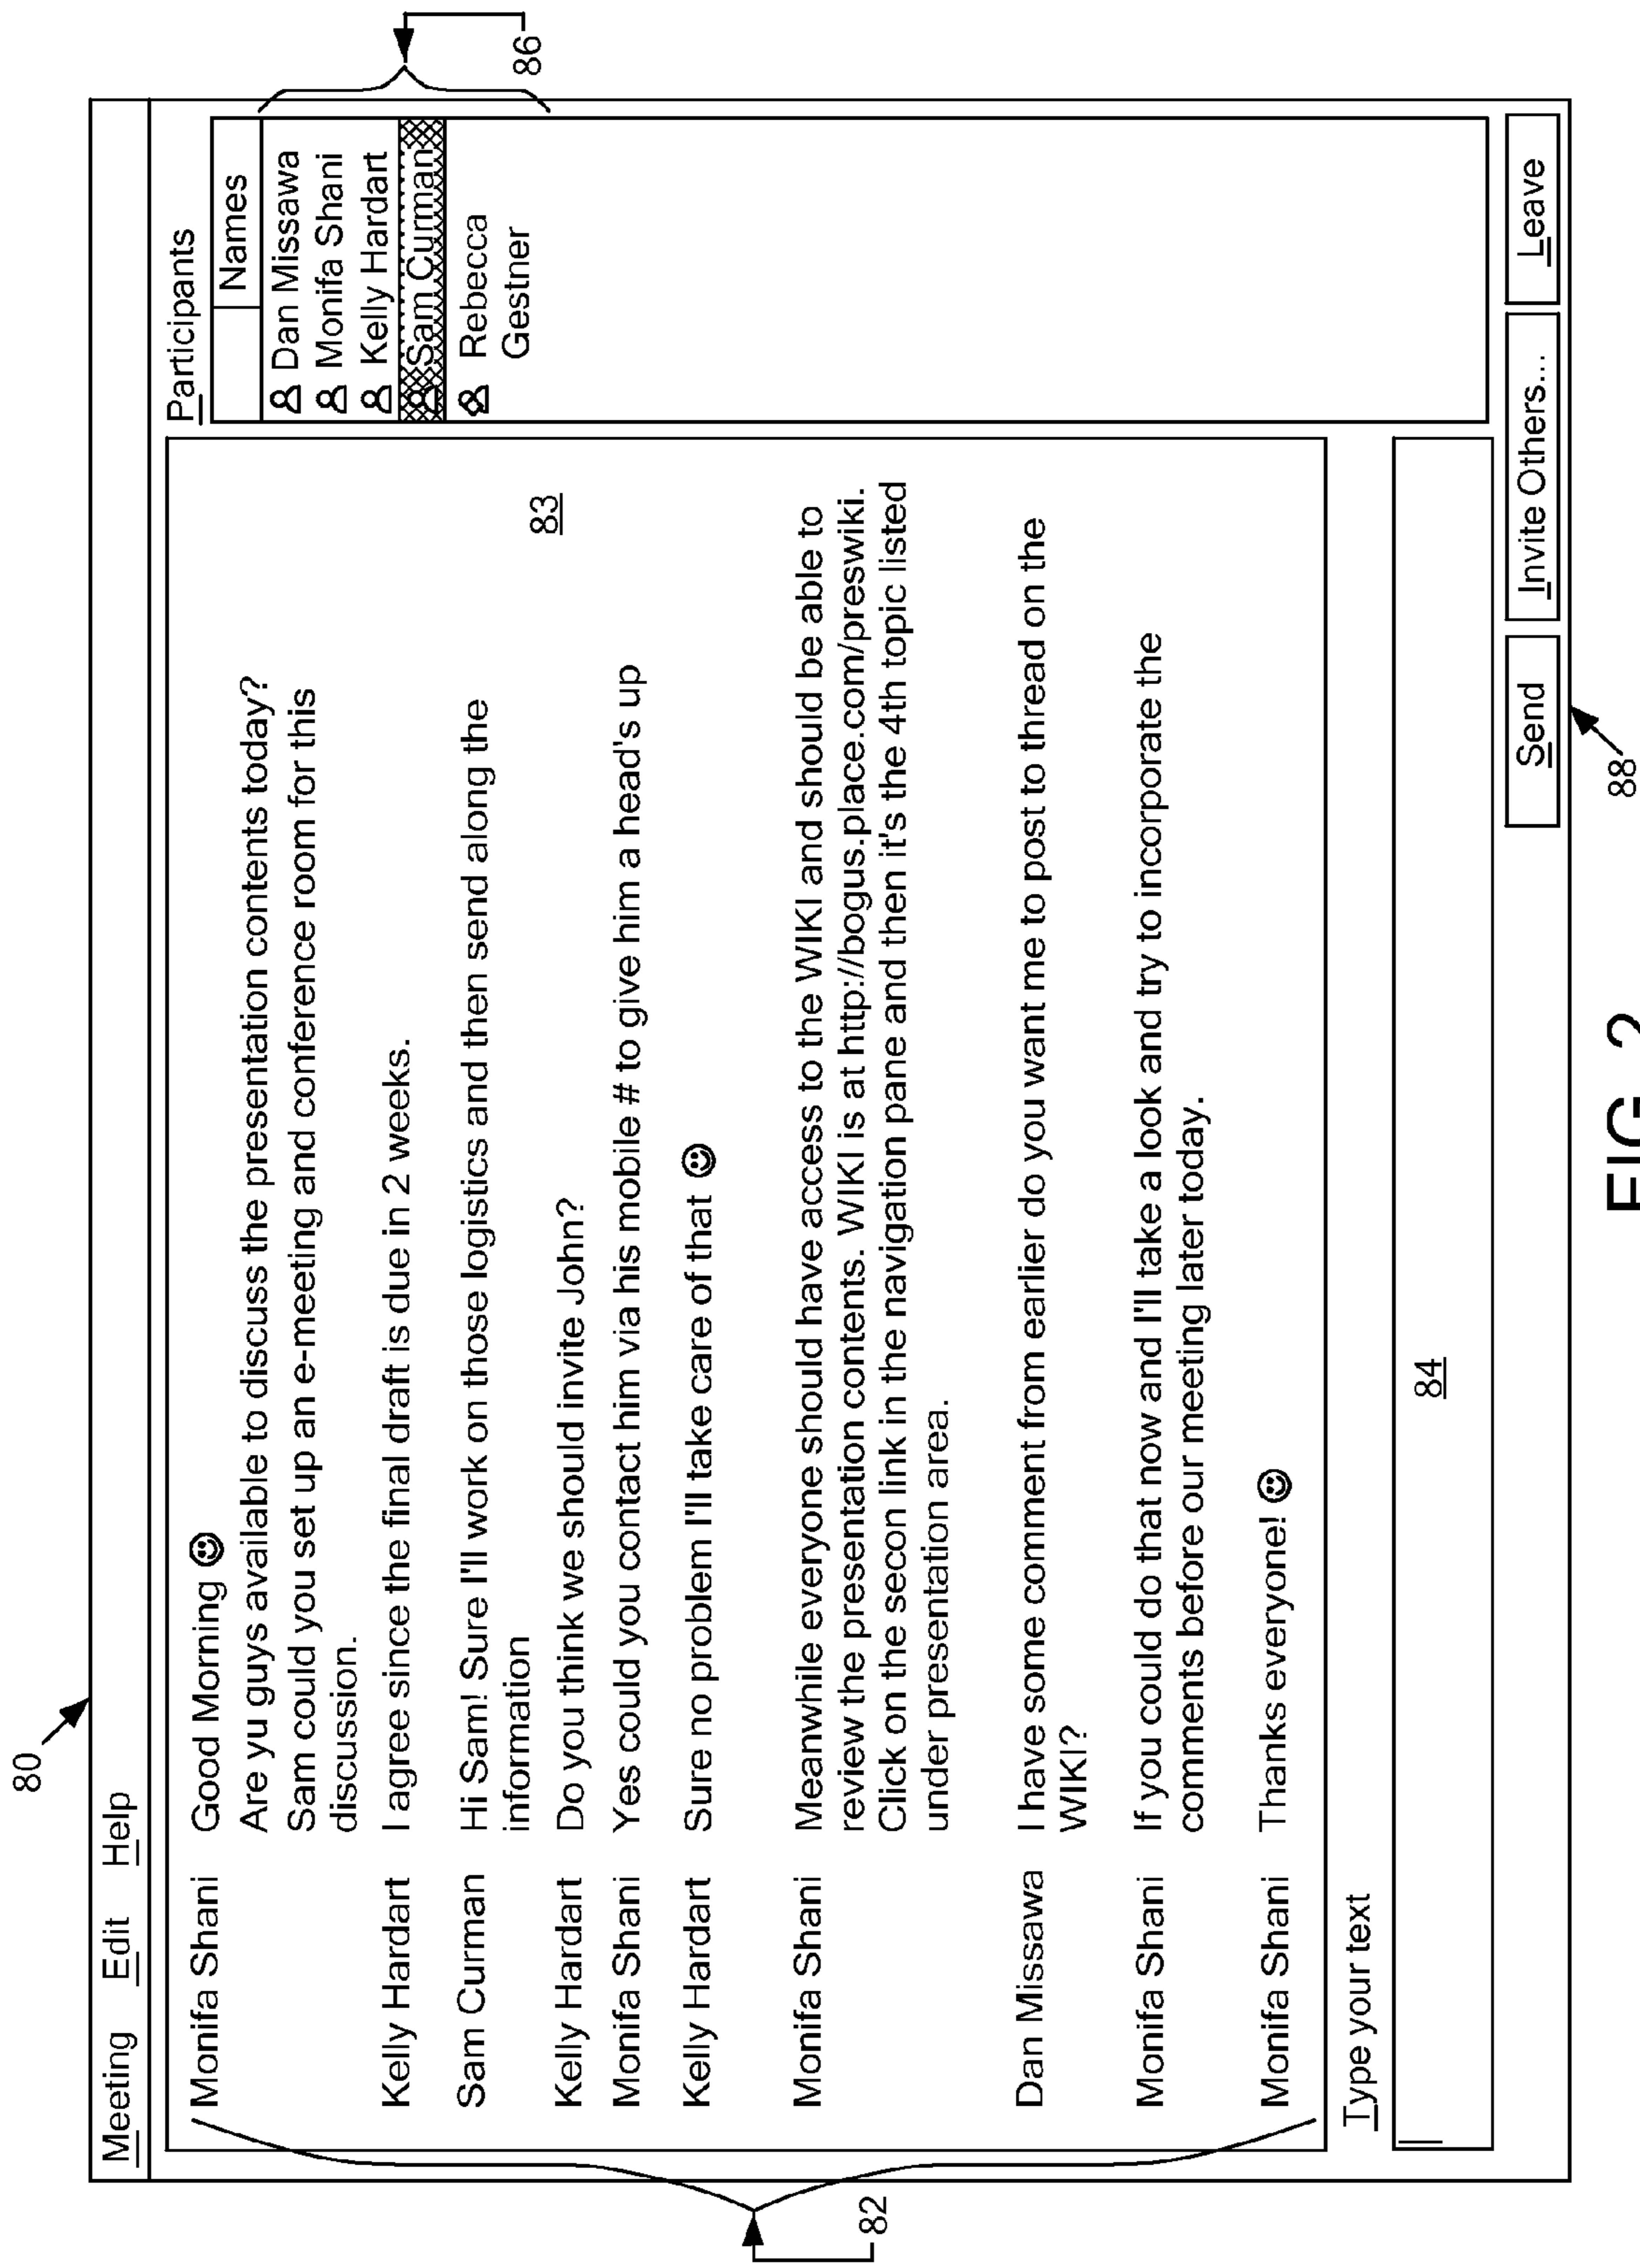 80
Meeting Edit Help
Participants
Names
Dan Missawa
Monifa Shani
Kelly Hardart
Sam Curman
Rebecca
Gestner
86
Monifa Shani Good Morning ☺
Are yu guys available to discuss the presentation contents today?
Sam could you set up an e-meeting and conference room for this
discussion.
Kelly Hardart I agree since the final draft is due in 2 weeks.
Sam Curman Hi Sam! Sure I'll work on those logistics and then send along the
information
83
Kelly Hardart Do you think we should invite John?
Monifa Shani Yes could you contact him via his mobile # to give him a head's up
Kelly Hardart Sure no problem I'll take care of that ☺
Monifa Shani Meanwhile everyone should have access to the WIKI and should be able to
review the presentation contents. WIKI is at http://bogus.place.com/preswiki.
Click on the secon link in the navigation pane and then it's the 4th topic listed
under presentation area.
Dan Missawa I have some comment from earlier do you want me to post to thread on the
WIKI?
Monifa Shani If you could do that now and I'll take a look and try to incorporate the
comments before our meeting later today.
Monifa Shani Thanks everyone! ☺
82
Type your text
84
Send Invite Others... Leave
88
FIG 2